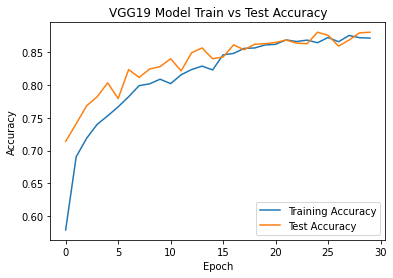 VGG19 Model Train vs Test Accuracy
Accuracy
0.85
0.80
0.75
0.70
0.65
0.60
0
5
10
15
20
25
30
Epoch
Training Accuracy
Test Accuracy